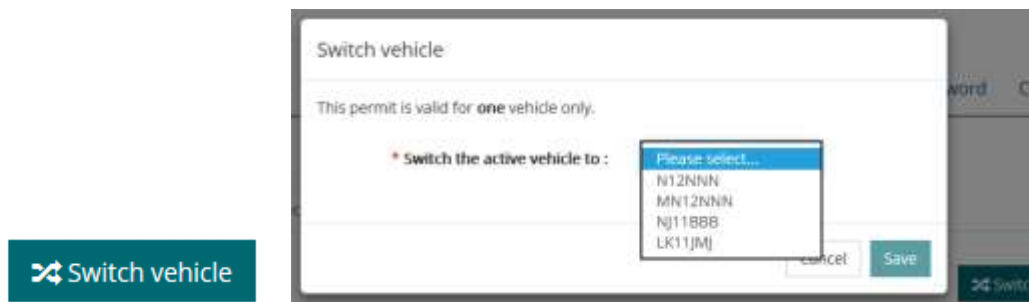 Switch vehicle
Switch vehicle
This permit is valid for one vehicle only.
* Switch the active vehicle to :
Please select...
N12NNN
MN12NNN
NJ11BBB
LK11JMJ
Cancel
Save